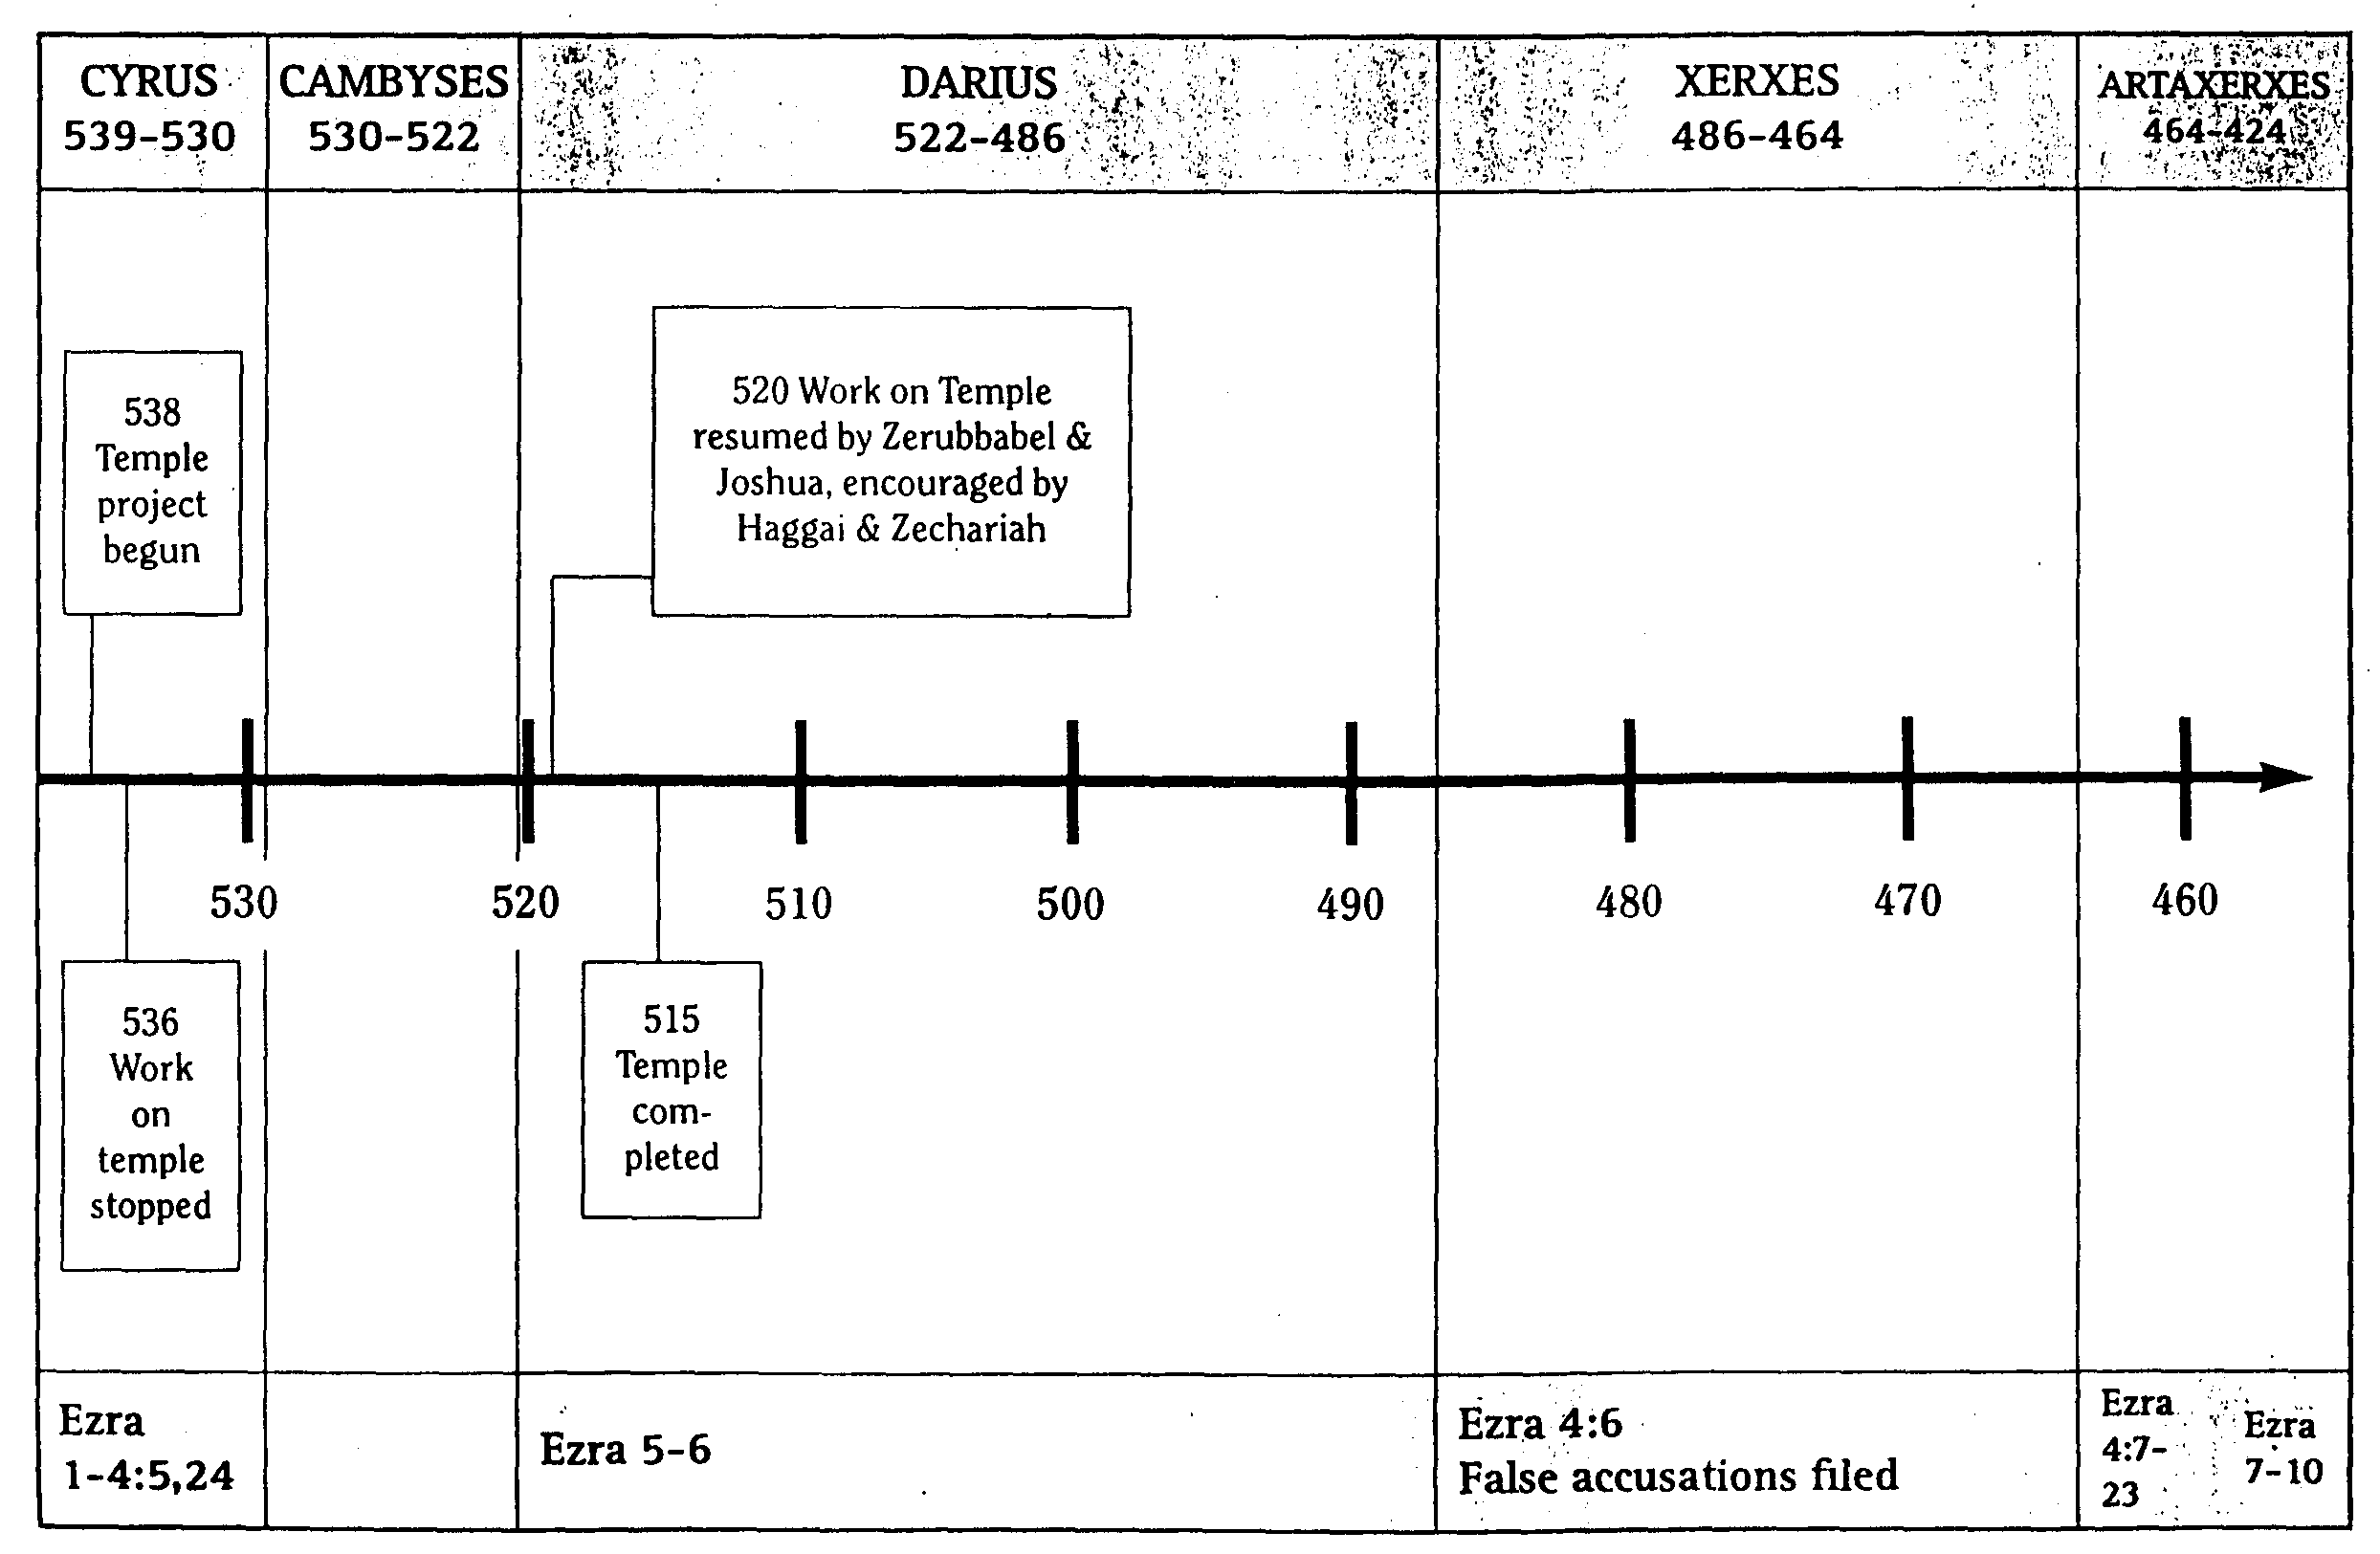 CYRUS
539-530
CAMBYSES
530-522
DARIUS
522-486
XERXES
486-464
ARTAXERXES
464-424
538
Temple
project
begun
520 Work on Temple
resumed by Zerubbabel &
Joshua, encouraged by
Haggai & Zechariah
530
520
510
500
490
480
470
460
536
Work
on
temple
stopped
515
Temple
com-
pleted
Ezra
1-4:5,24
Ezra 5-6
Ezra 4:6
False accusations filed
Ezra
4:7-
23
Ezra
7-10